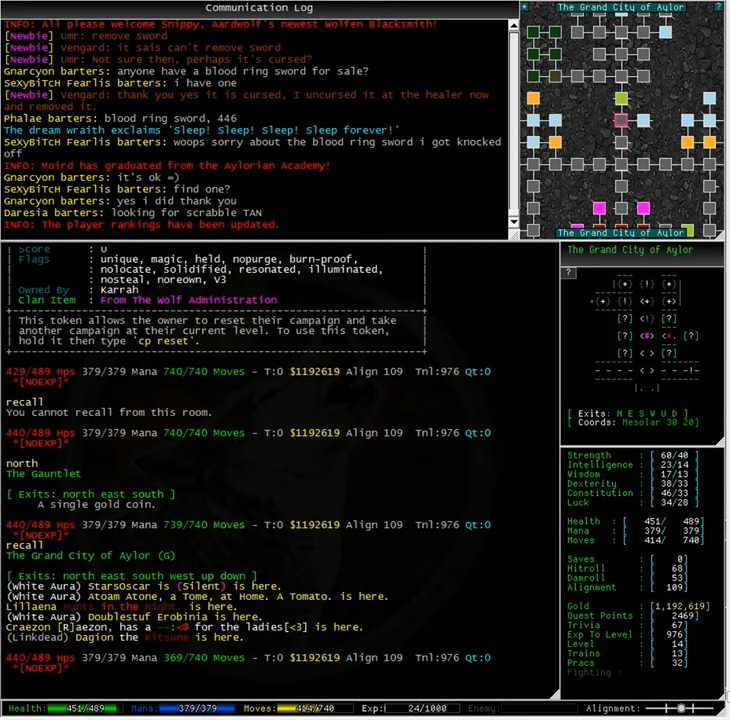 Communication Log
INFO: All please welcome Snippy, Aardwolf's newest Wolfen Blacksmith!
[Newbie] Umr: remove sword
[Newbie] Vengard: it sais can't remove sword
[Newbie] Umr: Not sure then, perhaps it's cursed?
Gnarcyon barters: anyone have a blood ring sword for sale?
SeXyBiTcH Fearlis barters: i have one
[Newbie] Vengard: thank you yes it is cursed, I uncursed it at the healer now
and removed it.
Phalae barters: blood ring sword, 446
The dream wraith exclaims 'Sleep! Sleep! Sleep! Sleep forever!'
SeXyBiTcH Fearlis barters: woops sorry about the blood ring sword i got knocked
off
INFO: Moird has graduated from the Aylorian Academy!
Gnarcyon barters: it's ok =)
SeXyBiTcH Fearlis barters: find one?
Gnarcyon barters: yes i did thank you
Daresia barters: looking for scrabble TAN
INFO: The player rankings have been updated.
* The Grand City of Aylor ?
The Grand City of Aylor
| Score : 0 |
| Flags : unique, magic, held, nopurge, burn-proof, |
| : nolocate, solidified, resonated, illuminated, |
| : nosteal, noreown, V3 |
| Owned By : Karrah |
| Clan Item : From The Wolf Administration |
+-----------------------------------------------------------------+
| This token allows the owner to reset their campaign and take |
| another campaign at their current level. To use this token, |
| hold it then type 'cp reset'. |
+-----------------------------------------------------------------+
429/489 Hps 379/379 Mana 740/740 Moves - T:0 $1192619 Align 109 Tnl:976 Qt:0
*[NOEXP]*
recall
You cannot recall from this room.
440/489 Hps 379/379 Mana 740/740 Moves - T:0 $1192619 Align 109 Tnl:976 Qt:0
*[NOEXP]*
north
The Gauntlet
[ Exits: north east south ]
A single gold coin.
440/489 Hps 379/379 Mana 739/740 Moves - T:0 $1192619 Align 109 Tnl:976 Qt:0
*[NOEXP]*
recall
The Grand City of Aylor (G)
[ Exits: north east south west up down ]
(White Aura) StarsOscar is (Silent) is here.
(White Aura) Atoam Atone, a Tome, at Home. A Tomato. is here.
Lillaena Hunts in the Night. is here.
(White Aura) Doublestuf Erobinia is here.
Craezon [R]aezon, has a --:<@ for the ladies[<3] is here.
(Linkdead) Dagion the Kitsune is here.
440/489 Hps 379/379 Mana 369/740 Moves - T:0 $1192619 Align 109 Tnl:976 Qt:0
*[NOEXP]*
The Grand City of Aylor
?
[ Exits: N E S W U D ]
[ Coords: Mesolar 30 20 ]
Strength : [ 60/40 ]
Intelligence : [ 23/14 ]
Wisdom : [ 17/13 ]
Dexterity : [ 38/33 ]
Constitution : [ 46/33 ]
Luck : [ 34/28 ]
Health : [ 451/ 489]
Mana : [ 379/ 379]
Moves : [ 414/ 740]
Saves : [ 0]
Hitroll : [ 68]
Damroll : [ 53]
Alignment : [ 109]
Gold : [1,192,619]
Quest Points : [ 2469]
Trivia : [ 67]
Exp To Level : [ 976]
Level : [ 14]
Trains : [ 13]
Pracs : [ 32]
Fighting :
Health: 451/489 Mana: 379/379 Moves: 414/740 Exp: 24/1000 Enemy: Alignment: